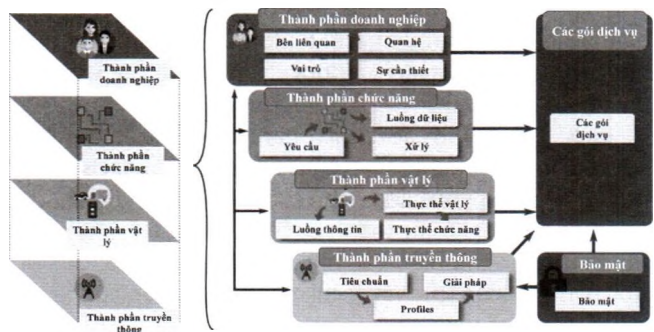 Thành phần
doanh nghiệp
Thành phần
chức năng
Thành phần vật
lý
Thành phần truyền
thông
Thành phần doanh nghiệp
Bên liên quan
Quan hệ
Vai trò
Sự cần thiết
Thành phần chức năng
Luồng dữ liệu
Yêu cầu
Xử lý
Thành phần vật lý
Thực thể vật lý
Luồng thông tin
Thực thể chức năng
Thành phần truyền thông
Tiêu chuẩn
Giải pháp
Profiles
Các gói dịch vụ
Các gói
dịch vụ
Bảo mật
Bảo mật